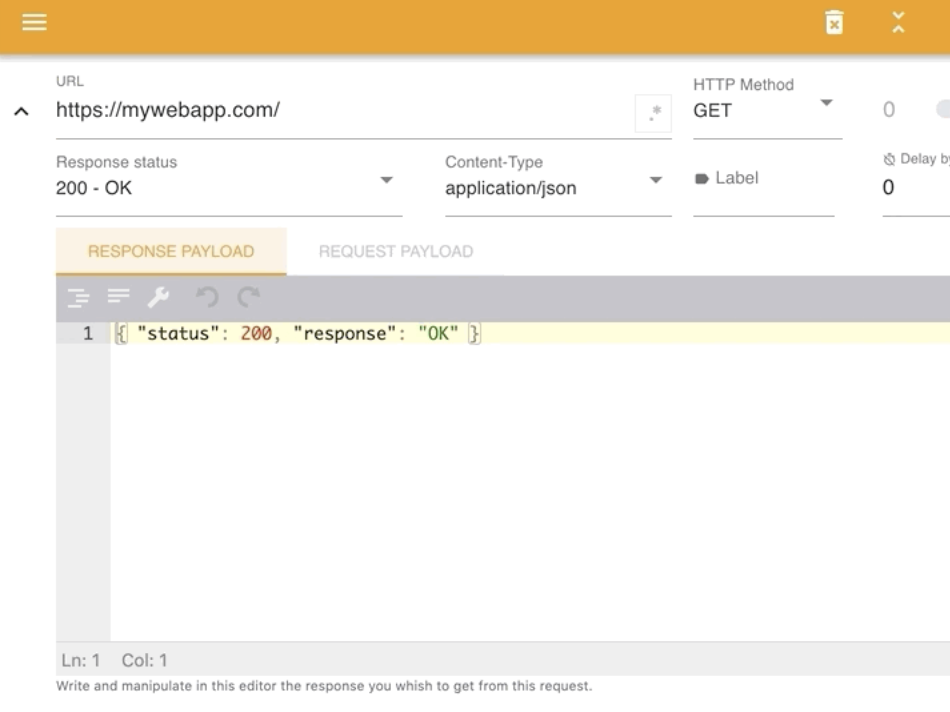 URL
https://mywebapp.com/
.*
HTTP Method
GET
0
Response status
200 - OK
Content-Type
application/json
Label
Delay by
0
RESPONSE PAYLOAD
REQUEST PAYLOAD
1
{ "status": 200, "response": "OK" }
Ln: 1 Col: 1
Write and manipulate in this editor the response you whish to get from this request.